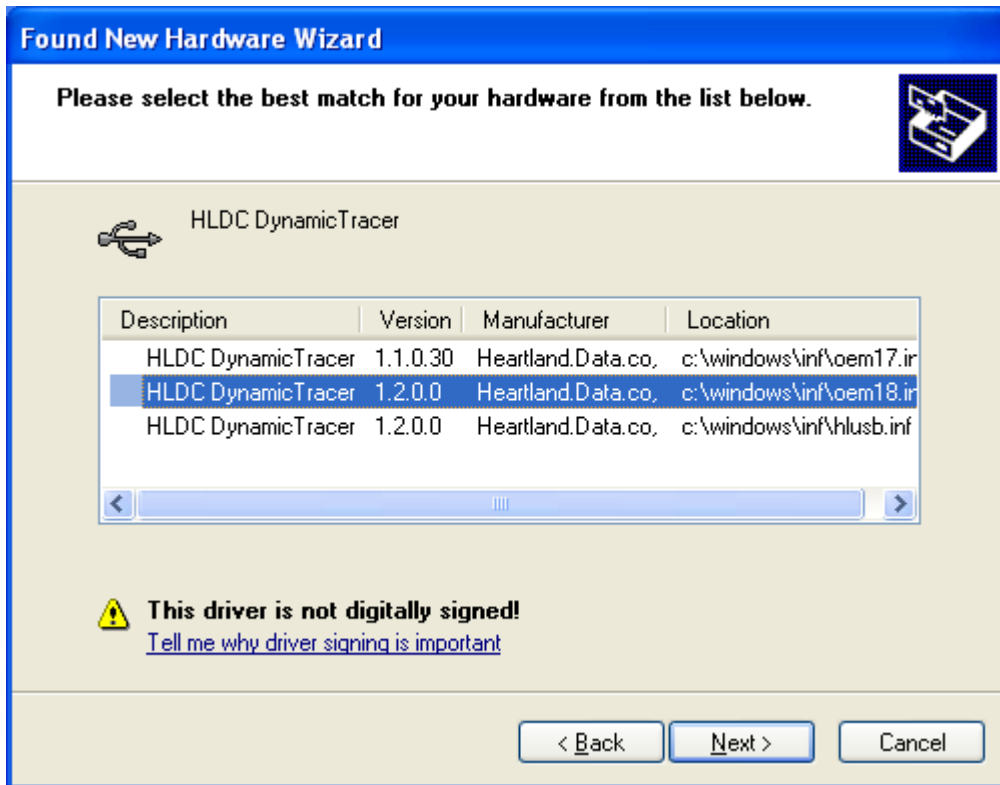 Found New Hardware Wizard
Please select the best match for your hardware from the list below.
HLDC DynamicTracer
Description Version Manufacturer Location
HLDC DynamicTracer 1.1.0.30 Heartland.Data.co, c:\windows\inf\oem17.ir
HLDC DynamicTracer 1.2.0.0 Heartland.Data.co, c:\windows\inf\oem18.ir
HLDC DynamicTracer 1.2.0.0 Heartland.Data.co, c:\windows\inf\hlusb.inf
This driver is not digitally signed!
Tell me why driver signing is important
< Back Next > Cancel